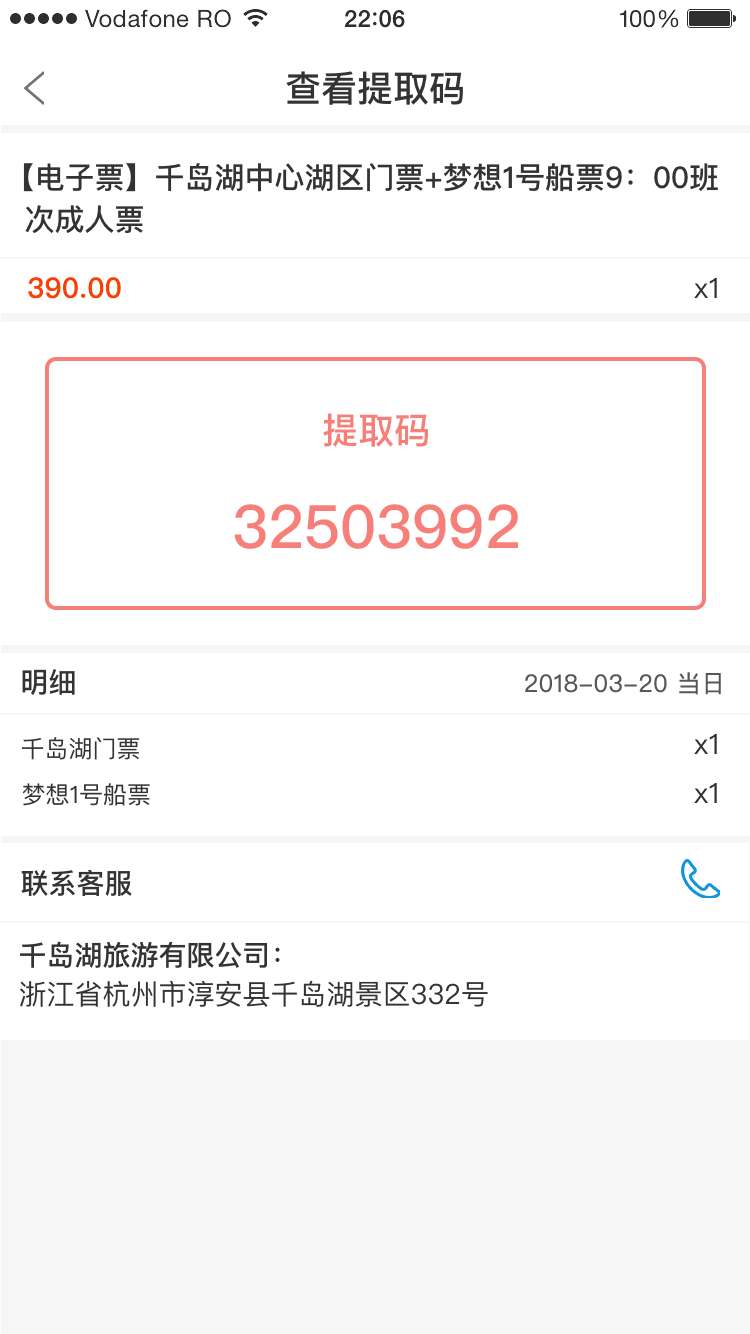 Vodafone RO 22:06 100%
查看提取码
【电子票】千岛湖中心湖区门票+梦想1号船票9：00班
次成人票
390.00 x1
提取码
32503992
明细 2018-03-20 当日
千岛湖门票 x1
梦想1号船票 x1
联系客服
千岛湖旅游有限公司：
浙江省杭州市淳安县千岛湖景区332号